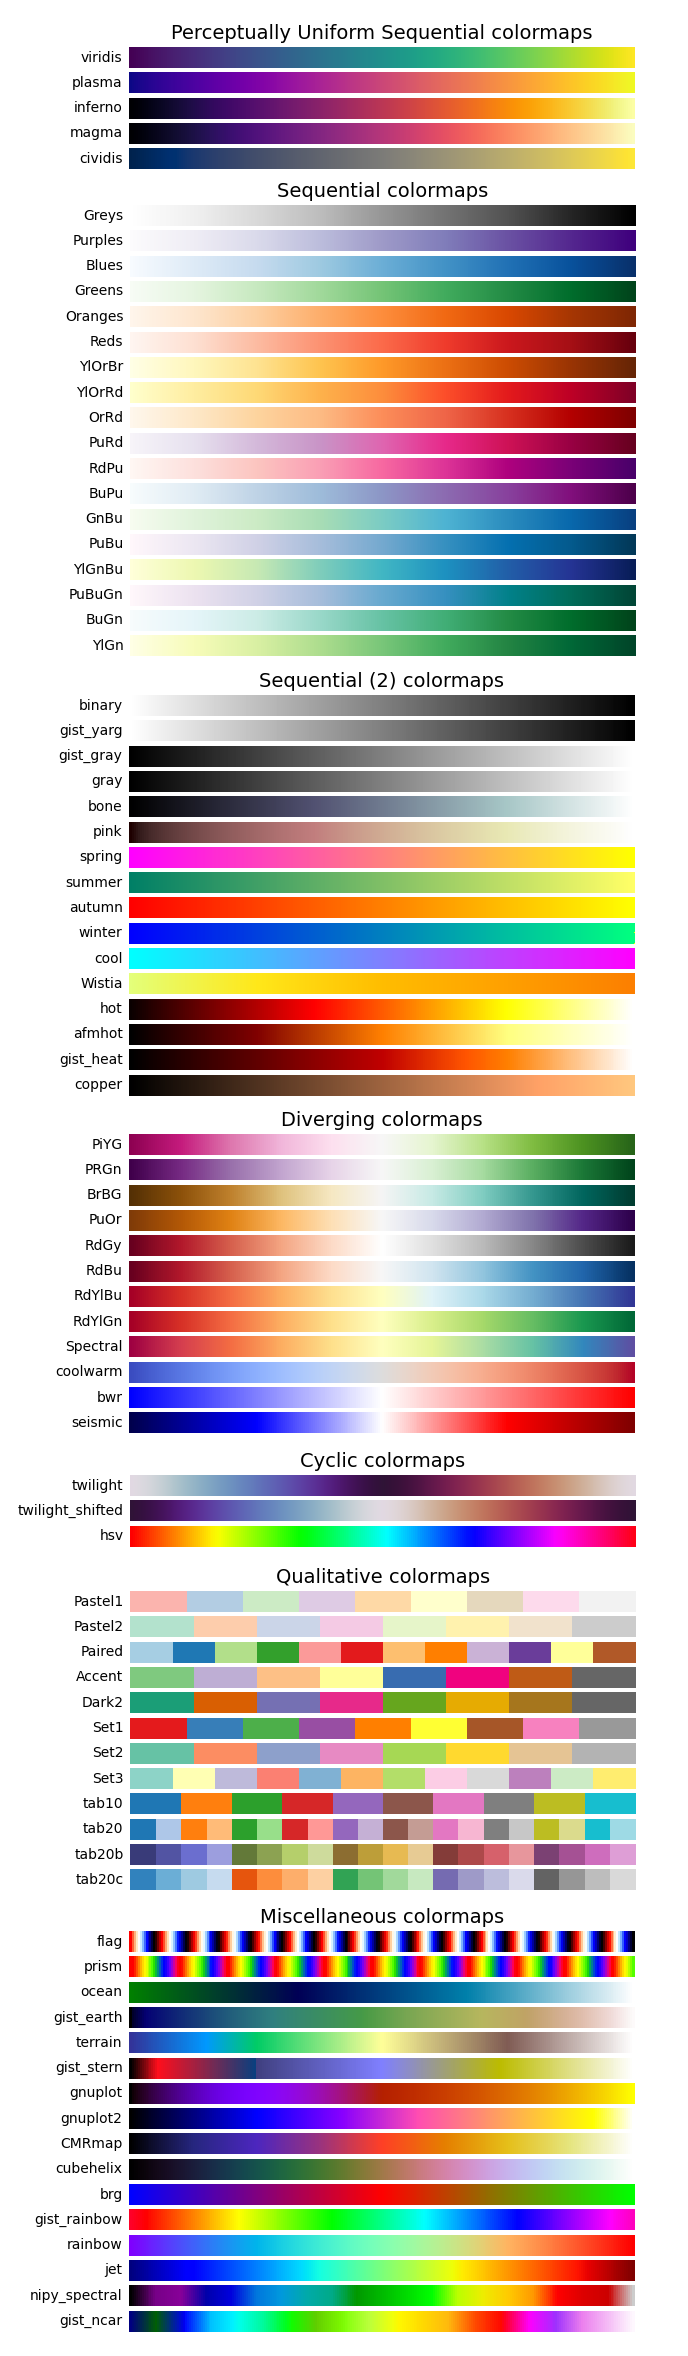 Perceptually Uniform Sequential colormaps
viridis
plasma
inferno
magma
cividis
Sequential colormaps
Greys
Purples
Blues
Greens
Oranges
Reds
YlOrBr
YlOrRd
OrRd
PuRd
RdPu
BuPu
GnBu
PuBu
YlGnBu
PuBuGn
BuGn
YlGn
Sequential (2) colormaps
binary
gist_yarg
gist_gray
gray
bone
pink
spring
summer
autumn
winter
cool
Wistia
hot
afmhot
gist_heat
copper
Diverging colormaps
PiYG
PRGn
BrBG
PuOr
RdGy
RdBu
RdYlBu
RdYlGn
Spectral
coolwarm
bwr
seismic
Cyclic colormaps
twilight
twilight_shifted
hsv
Qualitative colormaps
Pastel1
Pastel2
Paired
Accent
Dark2
Set1
Set2
Set3
tab10
tab20
tab20b
tab20c
Miscellaneous colormaps
flag
prism
ocean
gist_earth
terrain
gist_stern
gnuplot
gnuplot2
CMRmap
cubehelix
brg
gist_rainbow
rainbow
jet
nipy_spectral
gist_ncar